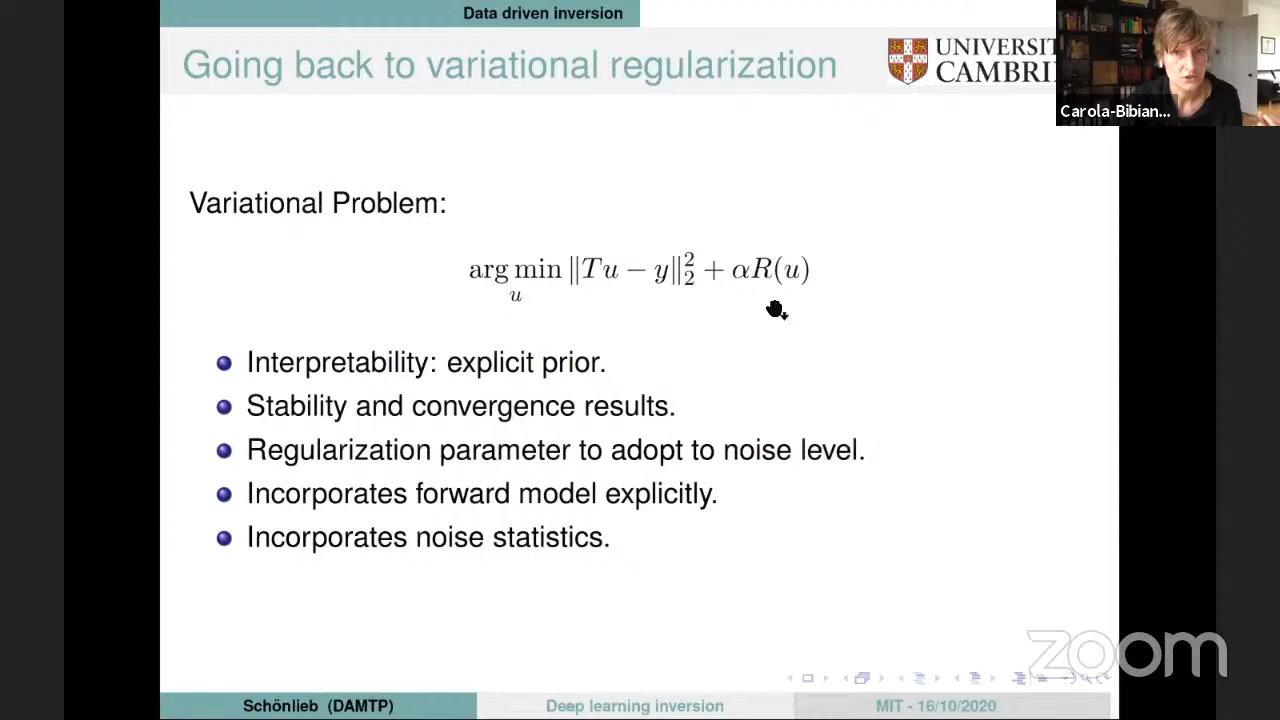 Data driven inversion
Going back to variational regularization
UNIVERSIT
CAMBRI
Carola-Bibian...
Variational Problem:
arg min ‖Tu − y‖₂² + αR(u)
u
Interpretability: explicit prior.
Stability and convergence results.
Regularization parameter to adopt to noise level.
Incorporates forward model explicitly.
Incorporates noise statistics.
zoom
Schönlieb (DAMTP)
Deep learning inversion
MIT - 16/10/2020